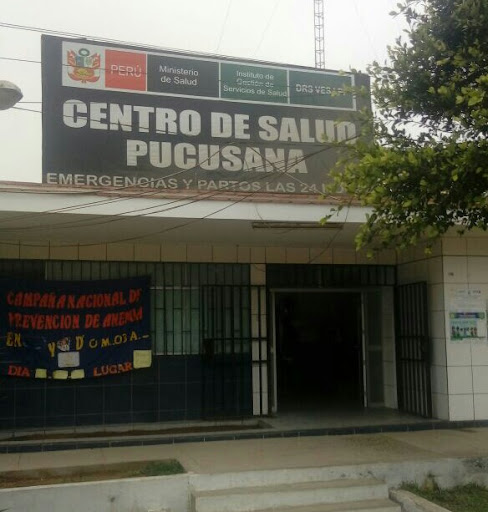 PERÚ
Ministerio
de Salud
Instituto de
Gestión de
Servicios de Salud
DRS VES
CENTRO DE SALUD
PUCUSANA
EMERGENCIAS Y PARTOS LAS 24
CAMPAÑA NACIONAL DE
PREVENCION DE ANEMIA
DIA LUGAR